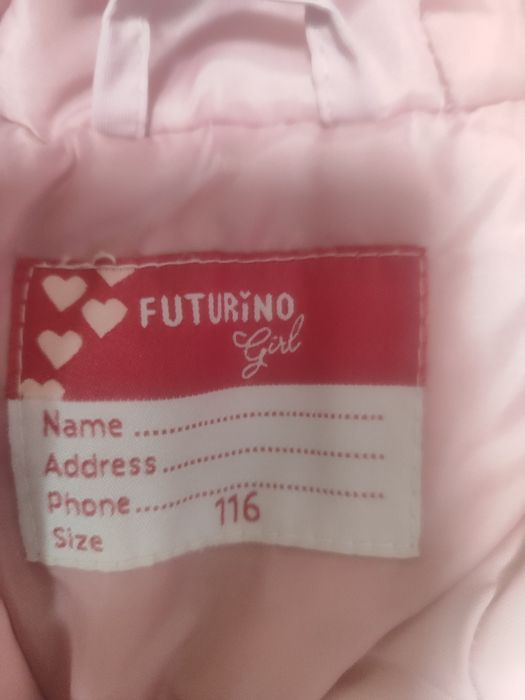 FUTURiNO
Girl
Name ........................................
Address ...................................
Phone ........................................
116
Size